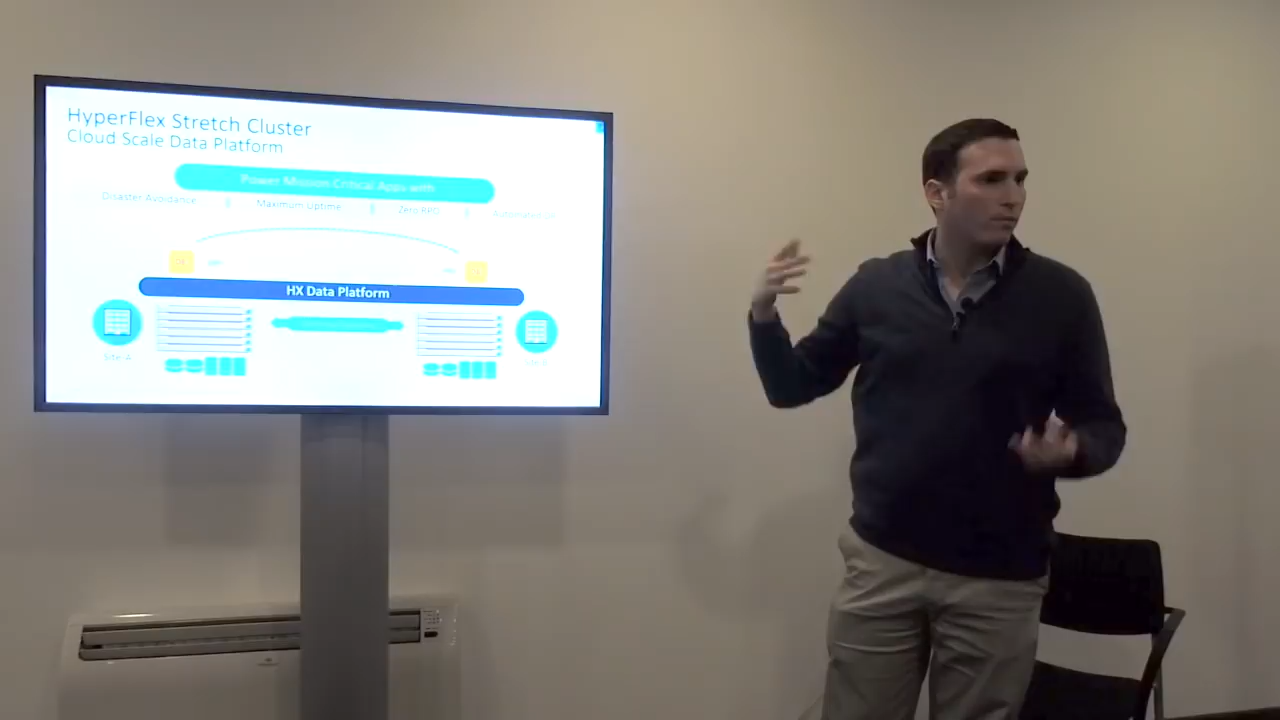 HyperFlex Stretch Cluster
Cloud Scale Data Platform
Power Mission Critical Apps with
Disaster Avoidance
Maximum Uptime
Zero RPO
HX Data Platform
Site A